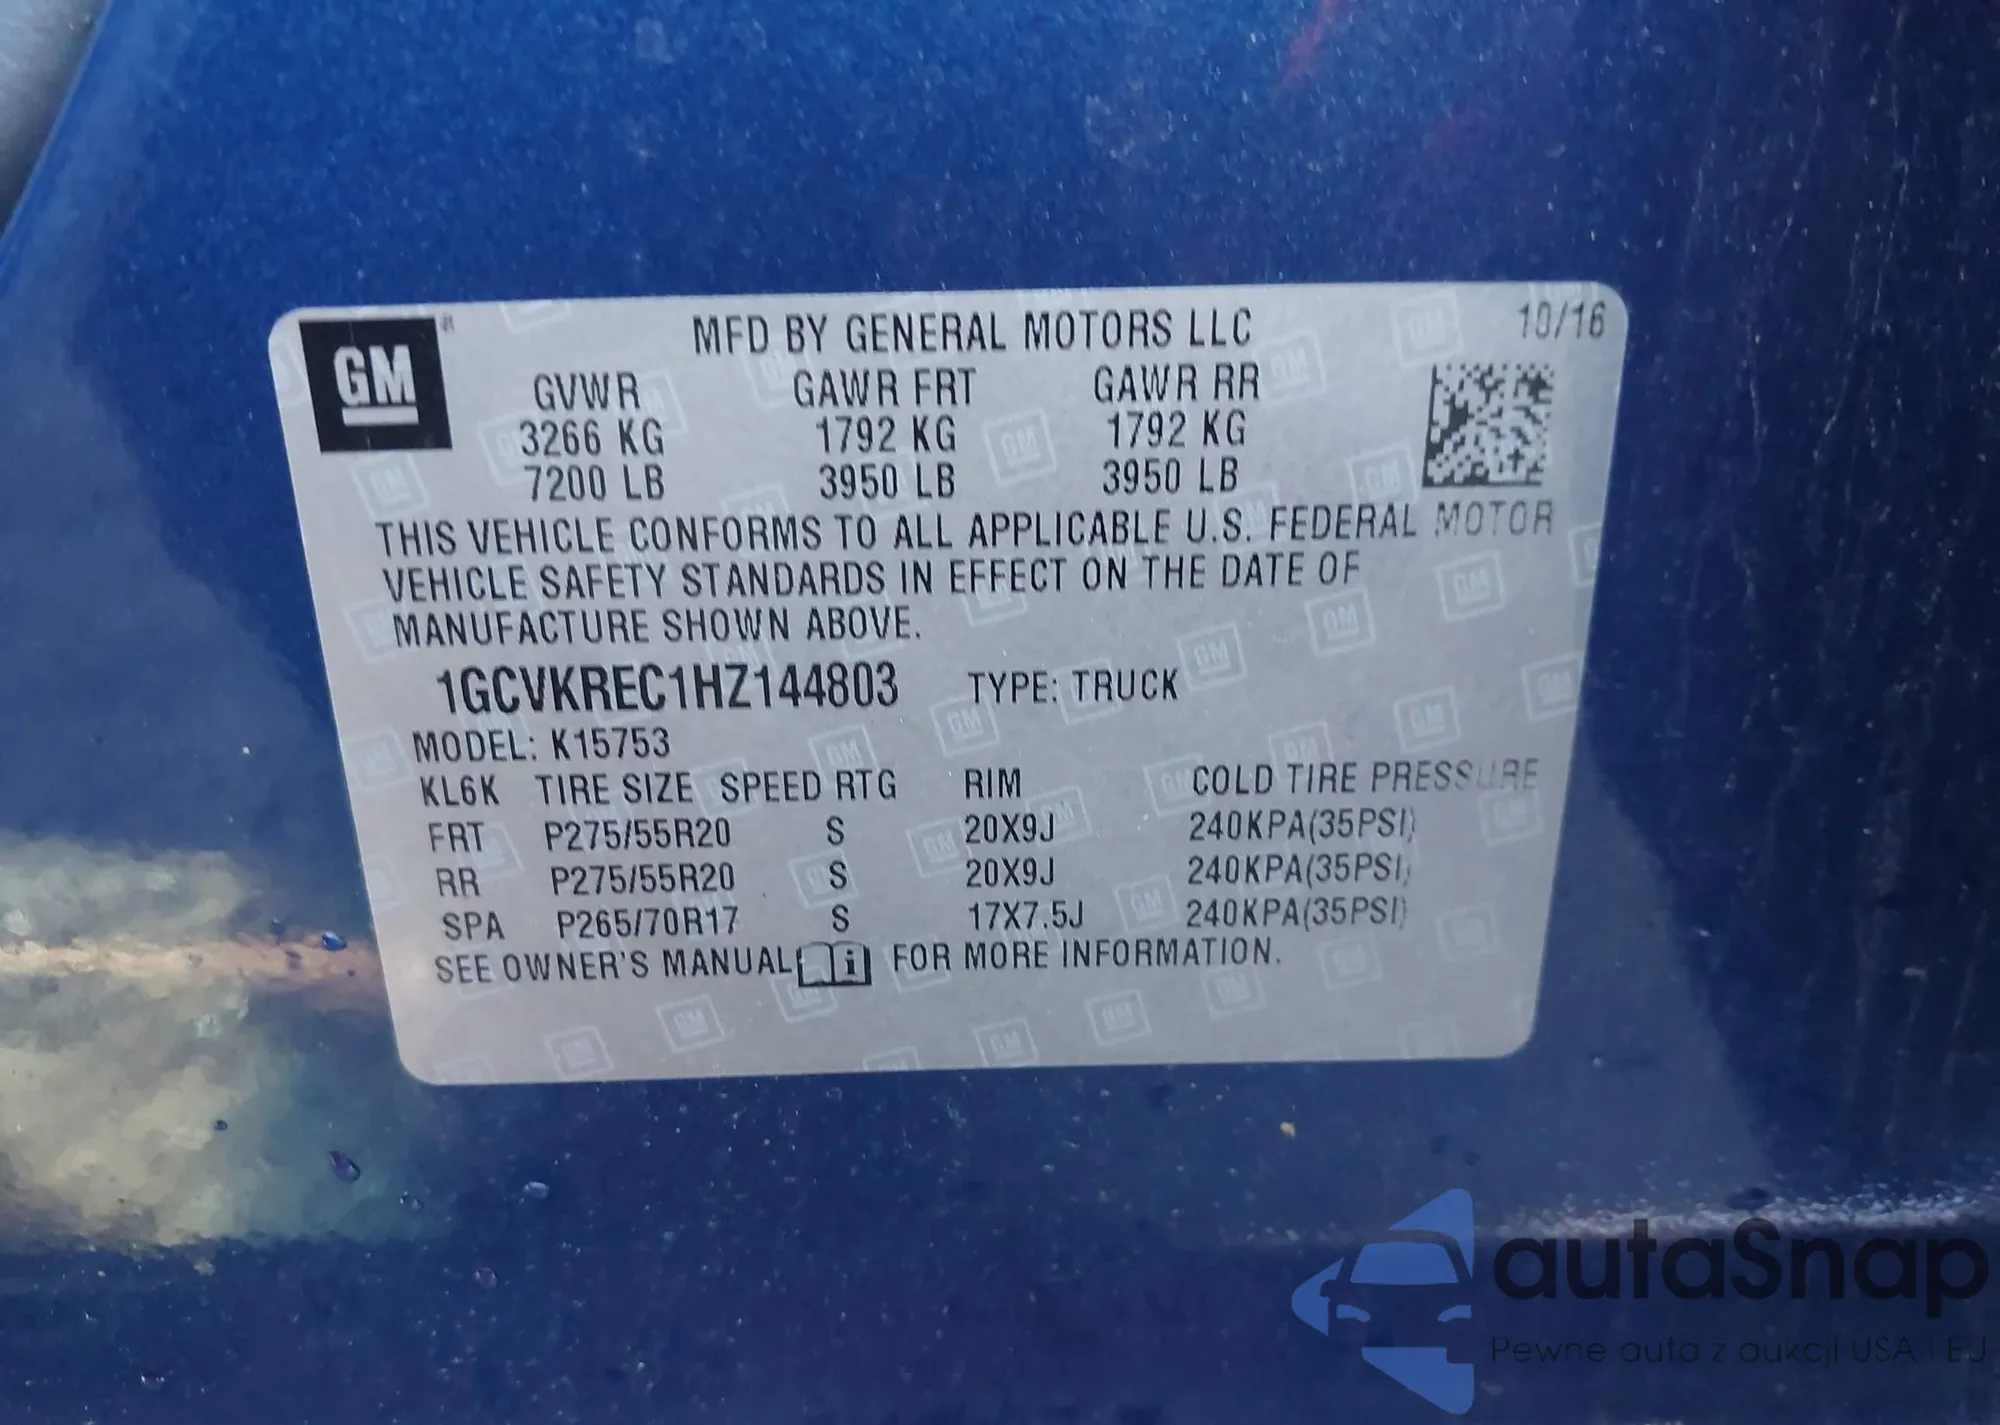 GM®
MFD BY GENERAL MOTORS LLC
10/16
GVWR GAWR FRT GAWR RR
3266 KG 1792 KG 1792 KG
7200 LB 3950 LB 3950 LB
THIS VEHICLE CONFORMS TO ALL APPLICABLE U.S. FEDERAL MOTOR
VEHICLE SAFETY STANDARDS IN EFFECT ON THE DATE OF
MANUFACTURE SHOWN ABOVE.
1GCVKREC1HZ144803 TYPE: TRUCK
MODEL: K15753
KL6K TIRE SIZE SPEED RTG RIM COLD TIRE PRESSURE
FRT P275/55R20 S 20X9J 240KPA(35PSI)
RR P275/55R20 S 20X9J 240KPA(35PSI)
SPA P265/70R17 S 17X7.5J 240KPA(35PSI)
SEE OWNER'S MANUAL i FOR MORE INFORMATION.
autaSnap
Pewne auta z aukcji USA i EU